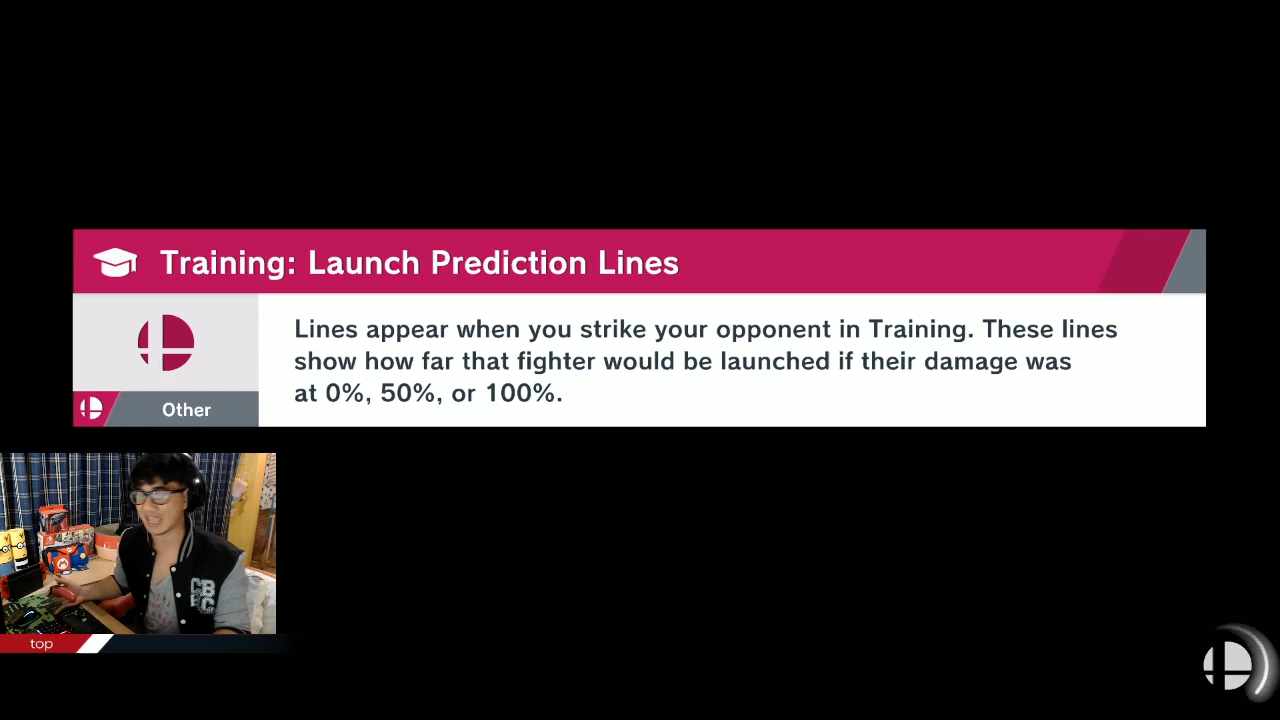 Training: Launch Prediction Lines
Lines appear when you strike your opponent in Training. These lines
show how far that fighter would be launched if their damage was
at 0%, 50%, or 100%.
Other
CB
top